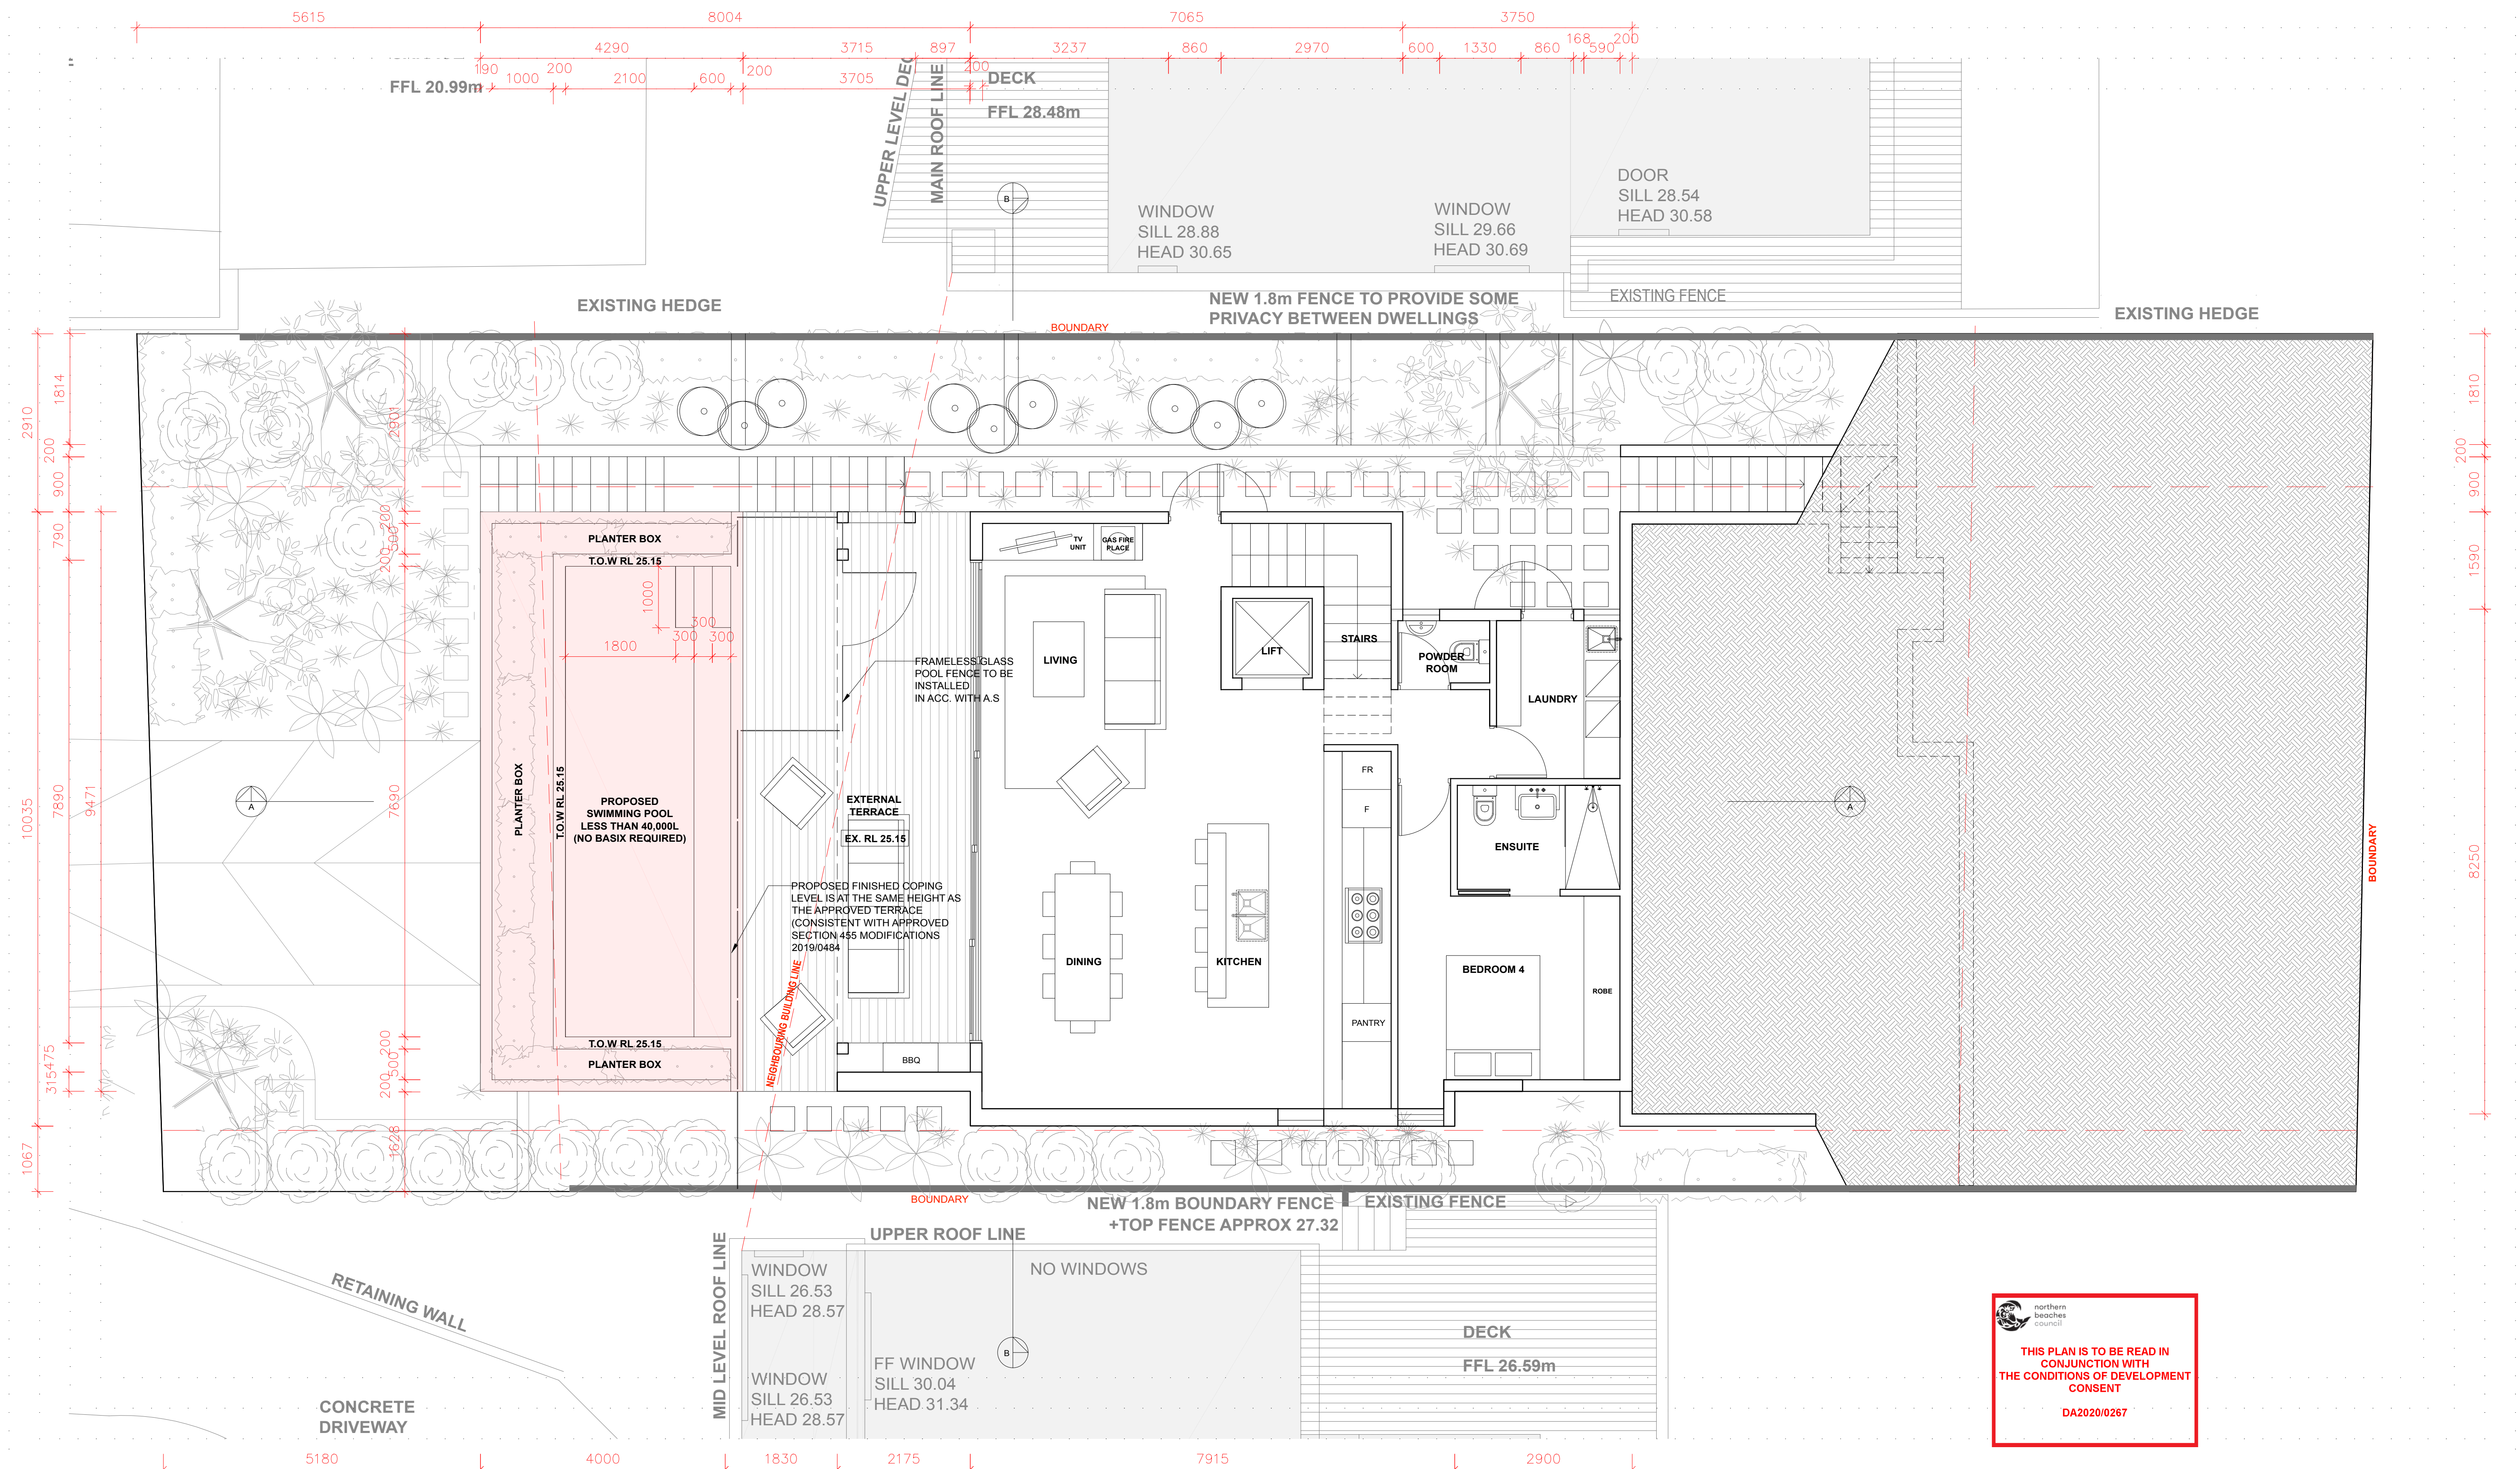 5615
8004
7065
3750
4290
3715
897
3237
860
2970
600
1330
860
168
590
200
190
1000
200
2100
600
200
3705
200
FFL 20.99m
UPPER LEVEL DEC
MAIN ROOF LINE
DECK
FFL 28.48m
B
WINDOW
SILL 28.88
HEAD 30.65
WINDOW
SILL 29.66
HEAD 30.69
DOOR
SILL 28.54
HEAD 30.58
EXISTING HEDGE
NEW 1.8m FENCE TO PROVIDE SOME
PRIVACY BETWEEN DWELLINGS
EXISTING FENCE
EXISTING HEDGE
BOUNDARY
2910
1814
200
900
790
10035
7890
9471
475
315
1067
2901
200
500
200
7690
200
500
200
1628
1810
200
900
1590
8250
PLANTER BOX
T.O.W RL 25.15
1000
300
300
300
1800
PLANTER BOX
T.O.W RL 25.15
PROPOSED
SWIMMING POOL
LESS THAN 40,000L
(NO BASIX REQUIRED)
T.O.W RL 25.15
PLANTER BOX
A
TV
UNIT
GAS FIRE
PLACE
LIVING
LIFT
STAIRS
POWDER
ROOM
LAUNDRY
FRAMELESS GLASS
POOL FENCE TO BE
INSTALLED
IN ACC. WITH A.S
EXTERNAL
TERRACE
EX. RL 25.15
PROPOSED FINISHED COPING
LEVEL IS AT THE SAME HEIGHT AS
THE APPROVED TERRACE
(CONSISTENT WITH APPROVED
SECTION 455 MODIFICATIONS
2019/0484
NEIGHBOURING BUILDING LINE
FR
F
ENSUITE
DINING
KITCHEN
BEDROOM 4
ROBE
PANTRY
BBQ
A
BOUNDARY
BOUNDARY
NEW 1.8m BOUNDARY FENCE
+TOP FENCE APPROX 27.32
EXISTING FENCE
UPPER ROOF LINE
MID LEVEL ROOF LINE
WINDOW
SILL 26.53
HEAD 28.57
NO WINDOWS
WINDOW
SILL 26.53
HEAD 28.57
FF WINDOW
SILL 30.04
HEAD 31.34
B
DECK
FFL 26.59m
RETAINING WALL
CONCRETE
DRIVEWAY
northern
beaches
council
THIS PLAN IS TO BE READ IN
CONJUNCTION WITH
THE CONDITIONS OF DEVELOPMENT
CONSENT
DA2020/0267
5180
4000
1830
2175
7915
2900